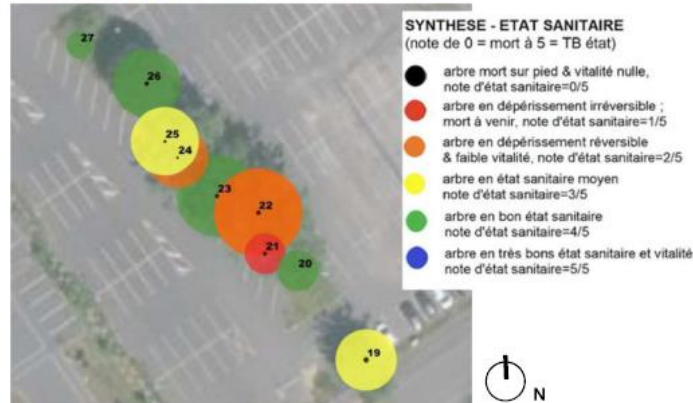 SYNTHESE - ETAT SANITAIRE
(note de 0 = mort à 5 = TB état)
arbre mort sur pied & vitalité nulle,
note d'état sanitaire=0/5
arbre en dépérissement irréversible ;
mort à venir, note d'état sanitaire=1/5
arbre en dépérissement réversible
& faible vitalité, note d'état sanitaire=2/5
arbre en état sanitaire moyen
note d'état sanitaire=3/5
arbre en bon état sanitaire
note d'état sanitaire=4/5
arbre en très bons état sanitaire et vitalité
note d'état sanitaire=5/5
27
26
25
24
23
22
21
20
19
N